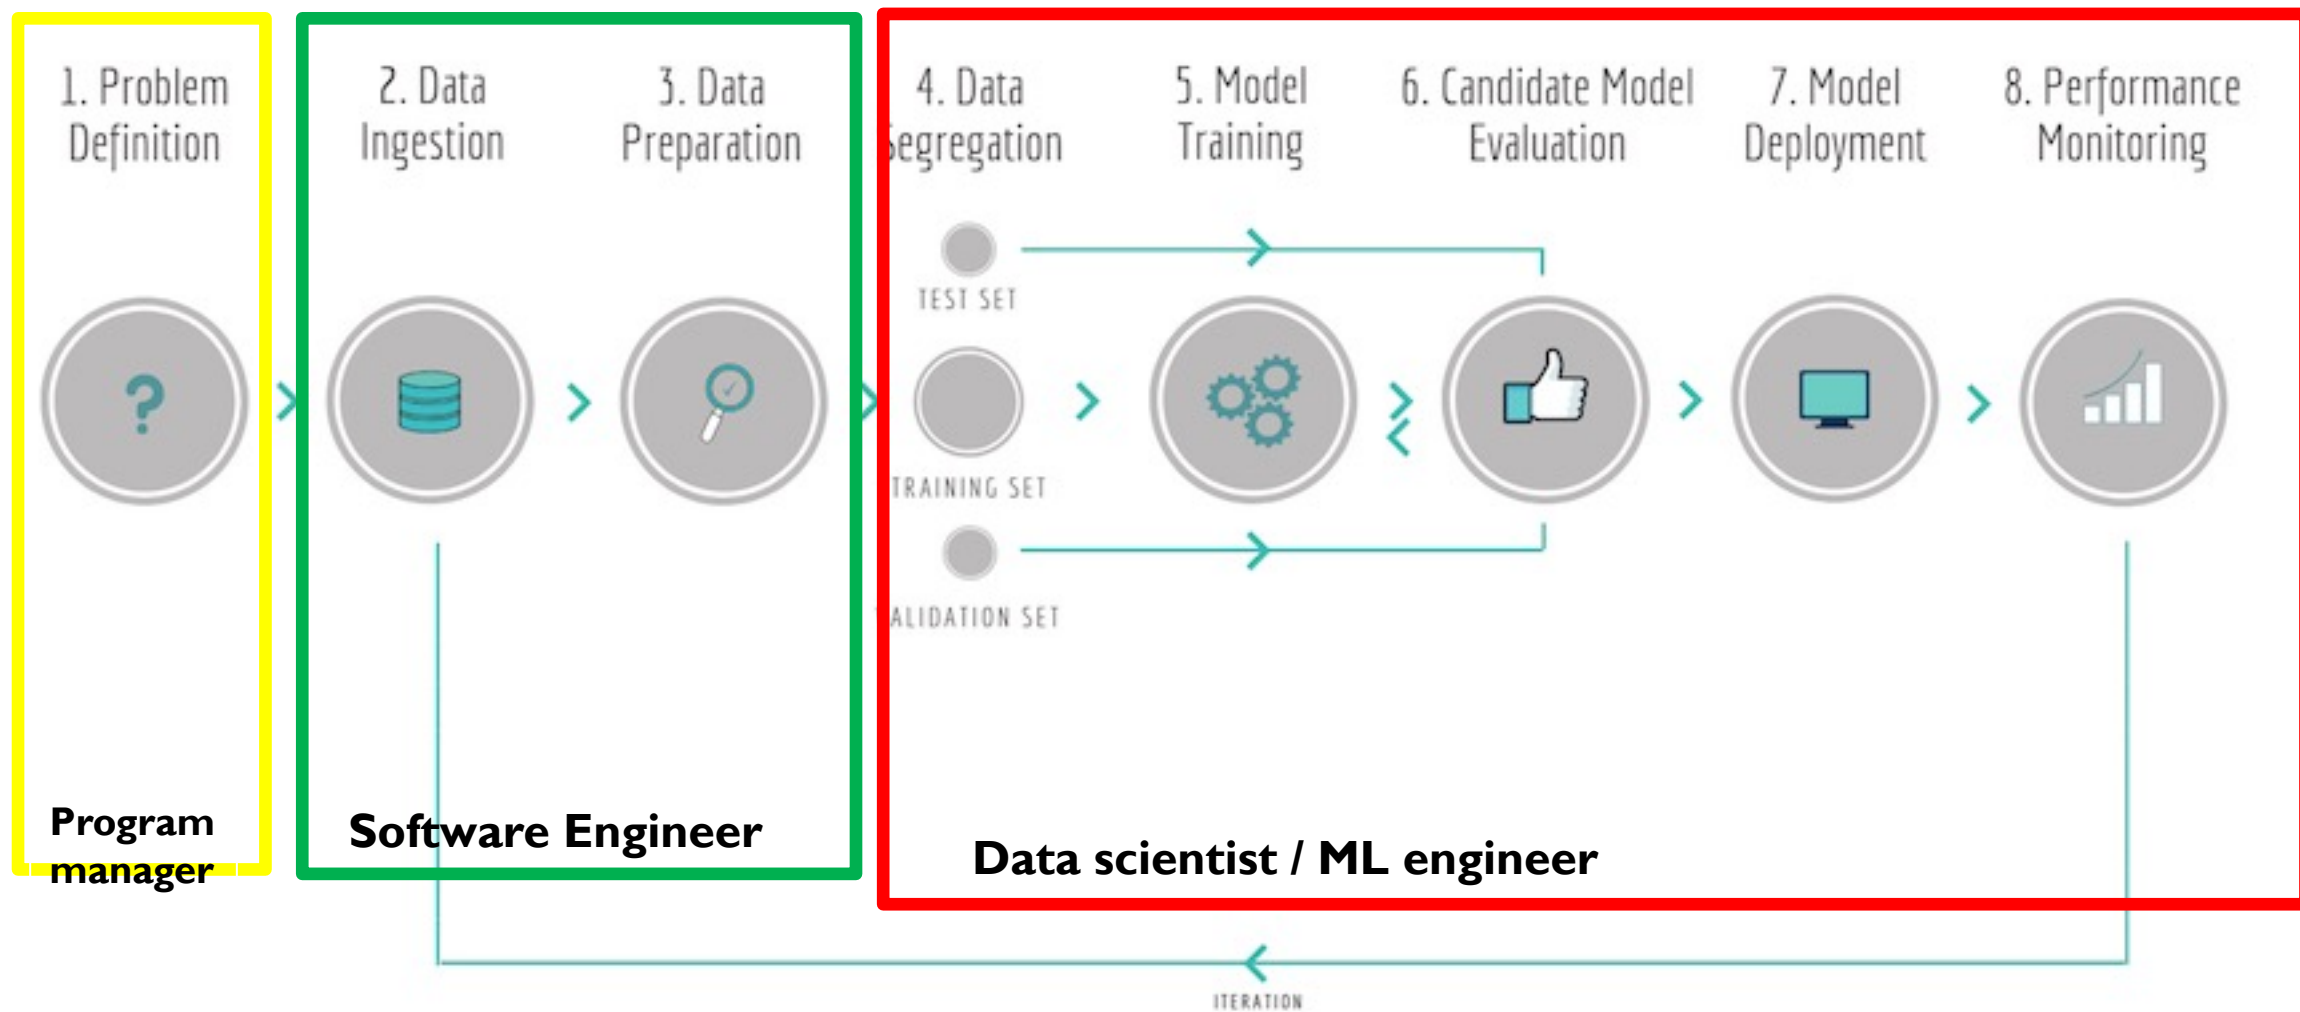 1. Problem
Definition
2. Data
Ingestion
3. Data
Preparation
4. Data
Segregation
5. Model
Training
6. Candidate Model
Evaluation
7. Model
Deployment
8. Performance
Monitoring
TEST SET
TRAINING SET
ALIDATION SET
Program
manager
Software Engineer
Data scientist / ML engineer
ITERATION